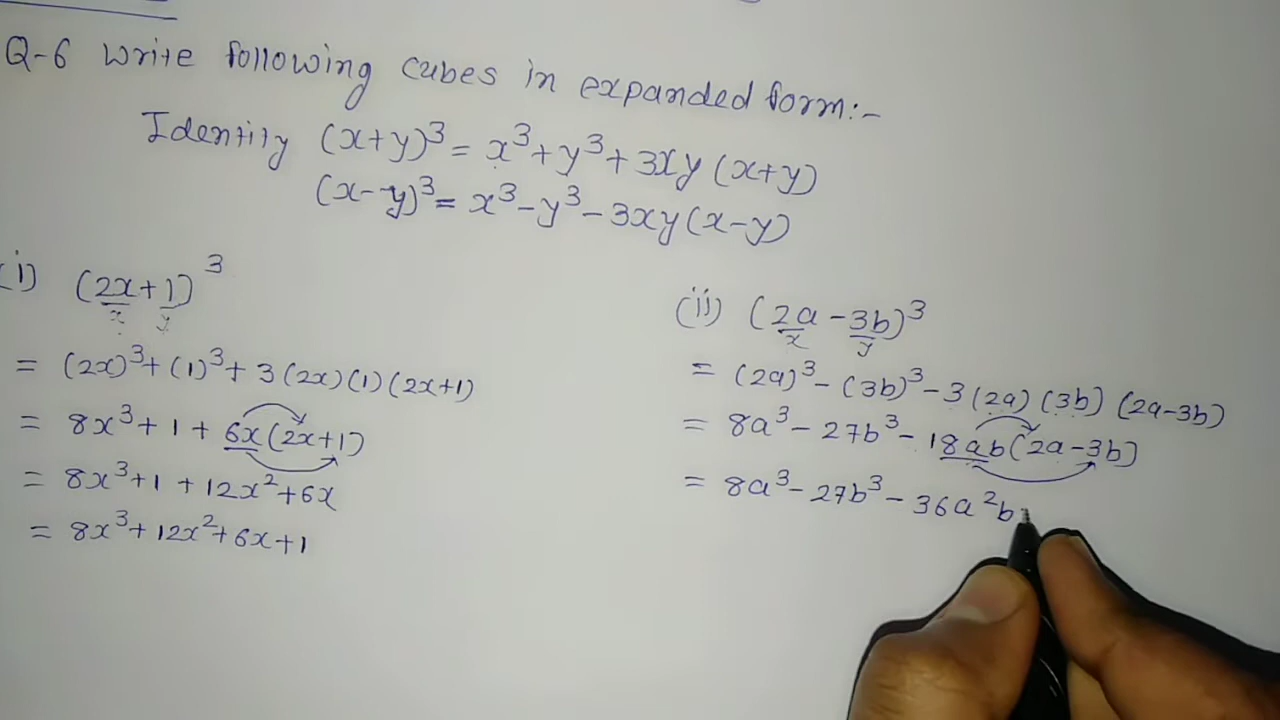 Q-6 Write following cubes in expanded form:-
Identity (x+y)³ = x³+y³+3xy(x+y)
(x-y)³ = x³-y³-3xy(x-y)
(i) (2x+1)³
x y
= (2x)³+(1)³+3(2x)(1)(2x+1)
= 8x³+1+6x(2x+1)
= 8x³+1+12x²+6x
= 8x³+12x²+6x+1
(ii) (2a-3b)³
x y
= (2a)³-(3b)³-3(2a)(3b)(2a-3b)
= 8a³-27b³-18ab(2a-3b)
= 8a³-27b³-36a²b